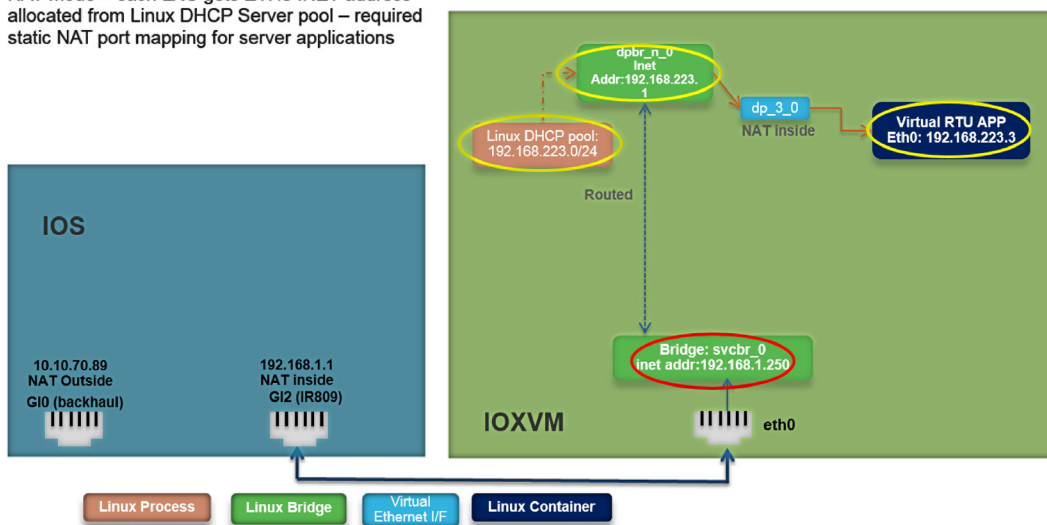 allocated from Linux DHCP Server pool – required
static NAT port mapping for server applications
dpbr_n_0
Inet
Addr:192.168.223.
1
dp_3_0
NAT inside
Virtual RTU APP
Eth0: 192.168.223.3
Linux DHCP pool:
192.168.223.0/24
Routed
IOS
Bridge: svcbr_0
inet addr:192.168.1.250
10.10.70.89
NAT Outside
GI0 (backhaul)
192.168.1.1
NAT inside
GI2 (IR809)
IOXVM
eth0
Linux Process
Linux Bridge
Virtual
Ethernet I/F
Linux Container